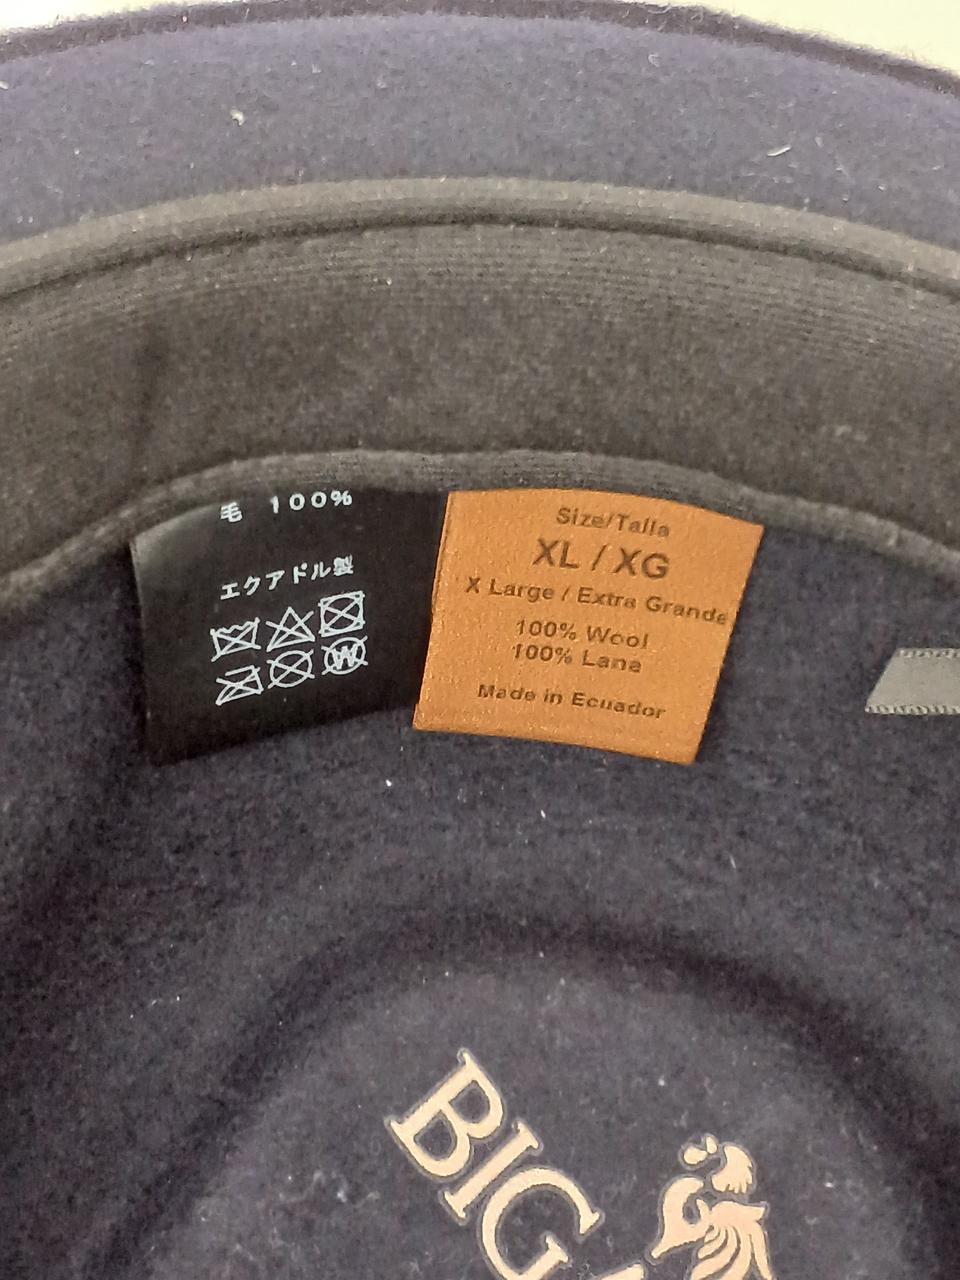 毛 100%
エクアドル製
W
Size/Talla
XL / XG
X Large / Extra Grande
100% Wool
100% Lana
Made in Ecuador
BIG